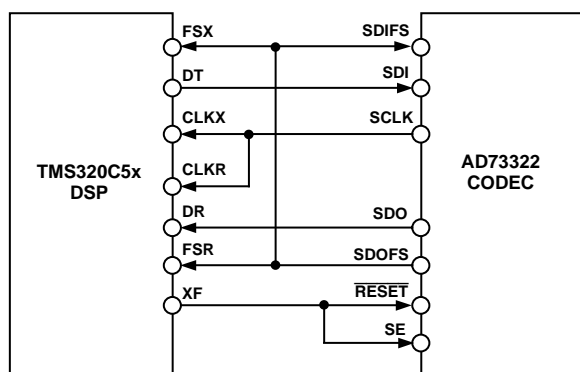 FSX
SDIFS
DT
SDI
CLKX
SCLK
TMS320C5x
DSP
AD73322
CODEC
CLKR
DR
SDO
FSR
SDOFS
XF
RESET
SE